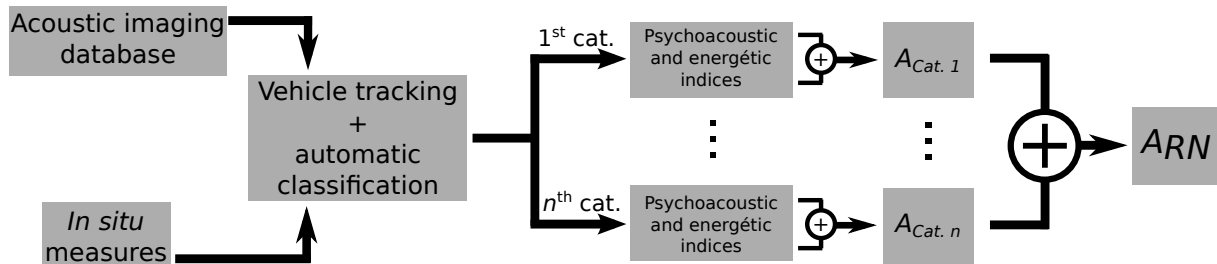 Acoustic imaging
database
Vehicle tracking
+
automatic
classification
In situ
measures
1st cat.
Psychoacoustic
and energétic
indices
+
ACat. 1
nth cat.
Psychoacoustic
and energétic
indices
+
ACat. n
+
ARN